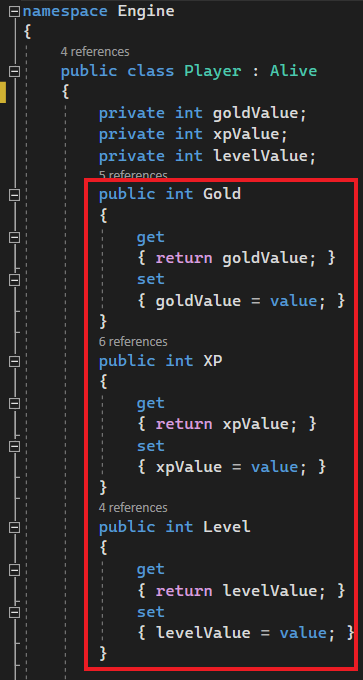 namespace Engine
{
4 references
public class Player : Alive
{
private int goldValue;
private int xpValue;
private int levelValue;
5 references
public int Gold
{
get
{ return goldValue; }
set
{ goldValue = value; }
}
6 references
public int XP
{
get
{ return xpValue; }
set
{ xpValue = value; }
}
4 references
public int Level
{
get
{ return levelValue; }
set
{ levelValue = value; }
}